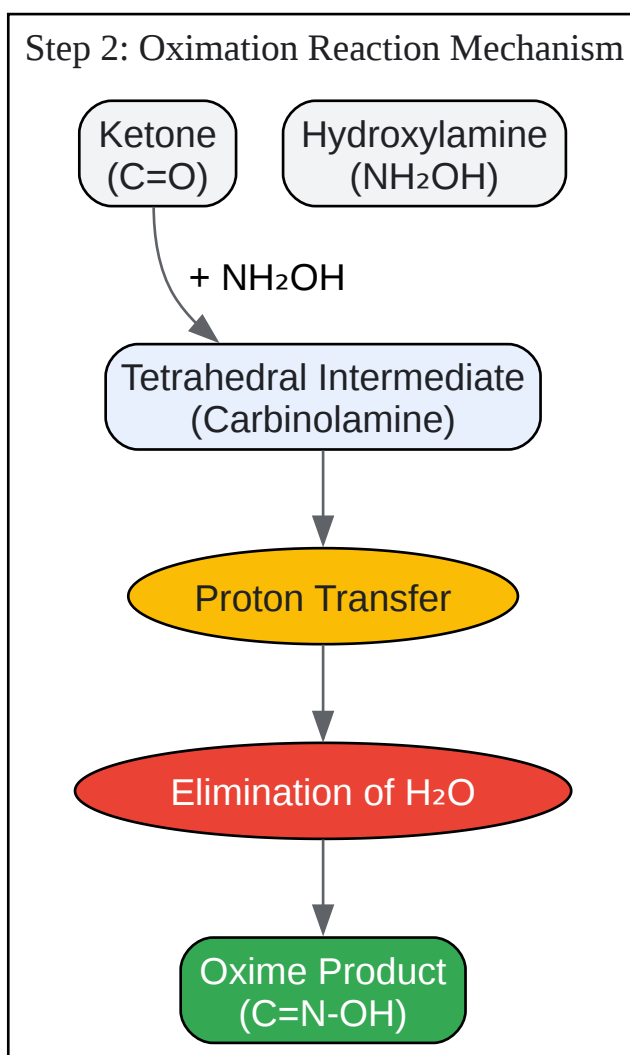 Step 2: Oximation Reaction Mechanism
Ketone
(C=O)
Hydroxylamine
(NH₂OH)
+ NH₂OH
Tetrahedral Intermediate
(Carbinolamine)
Proton Transfer
Elimination of H₂O
Oxime Product
(C=N-OH)